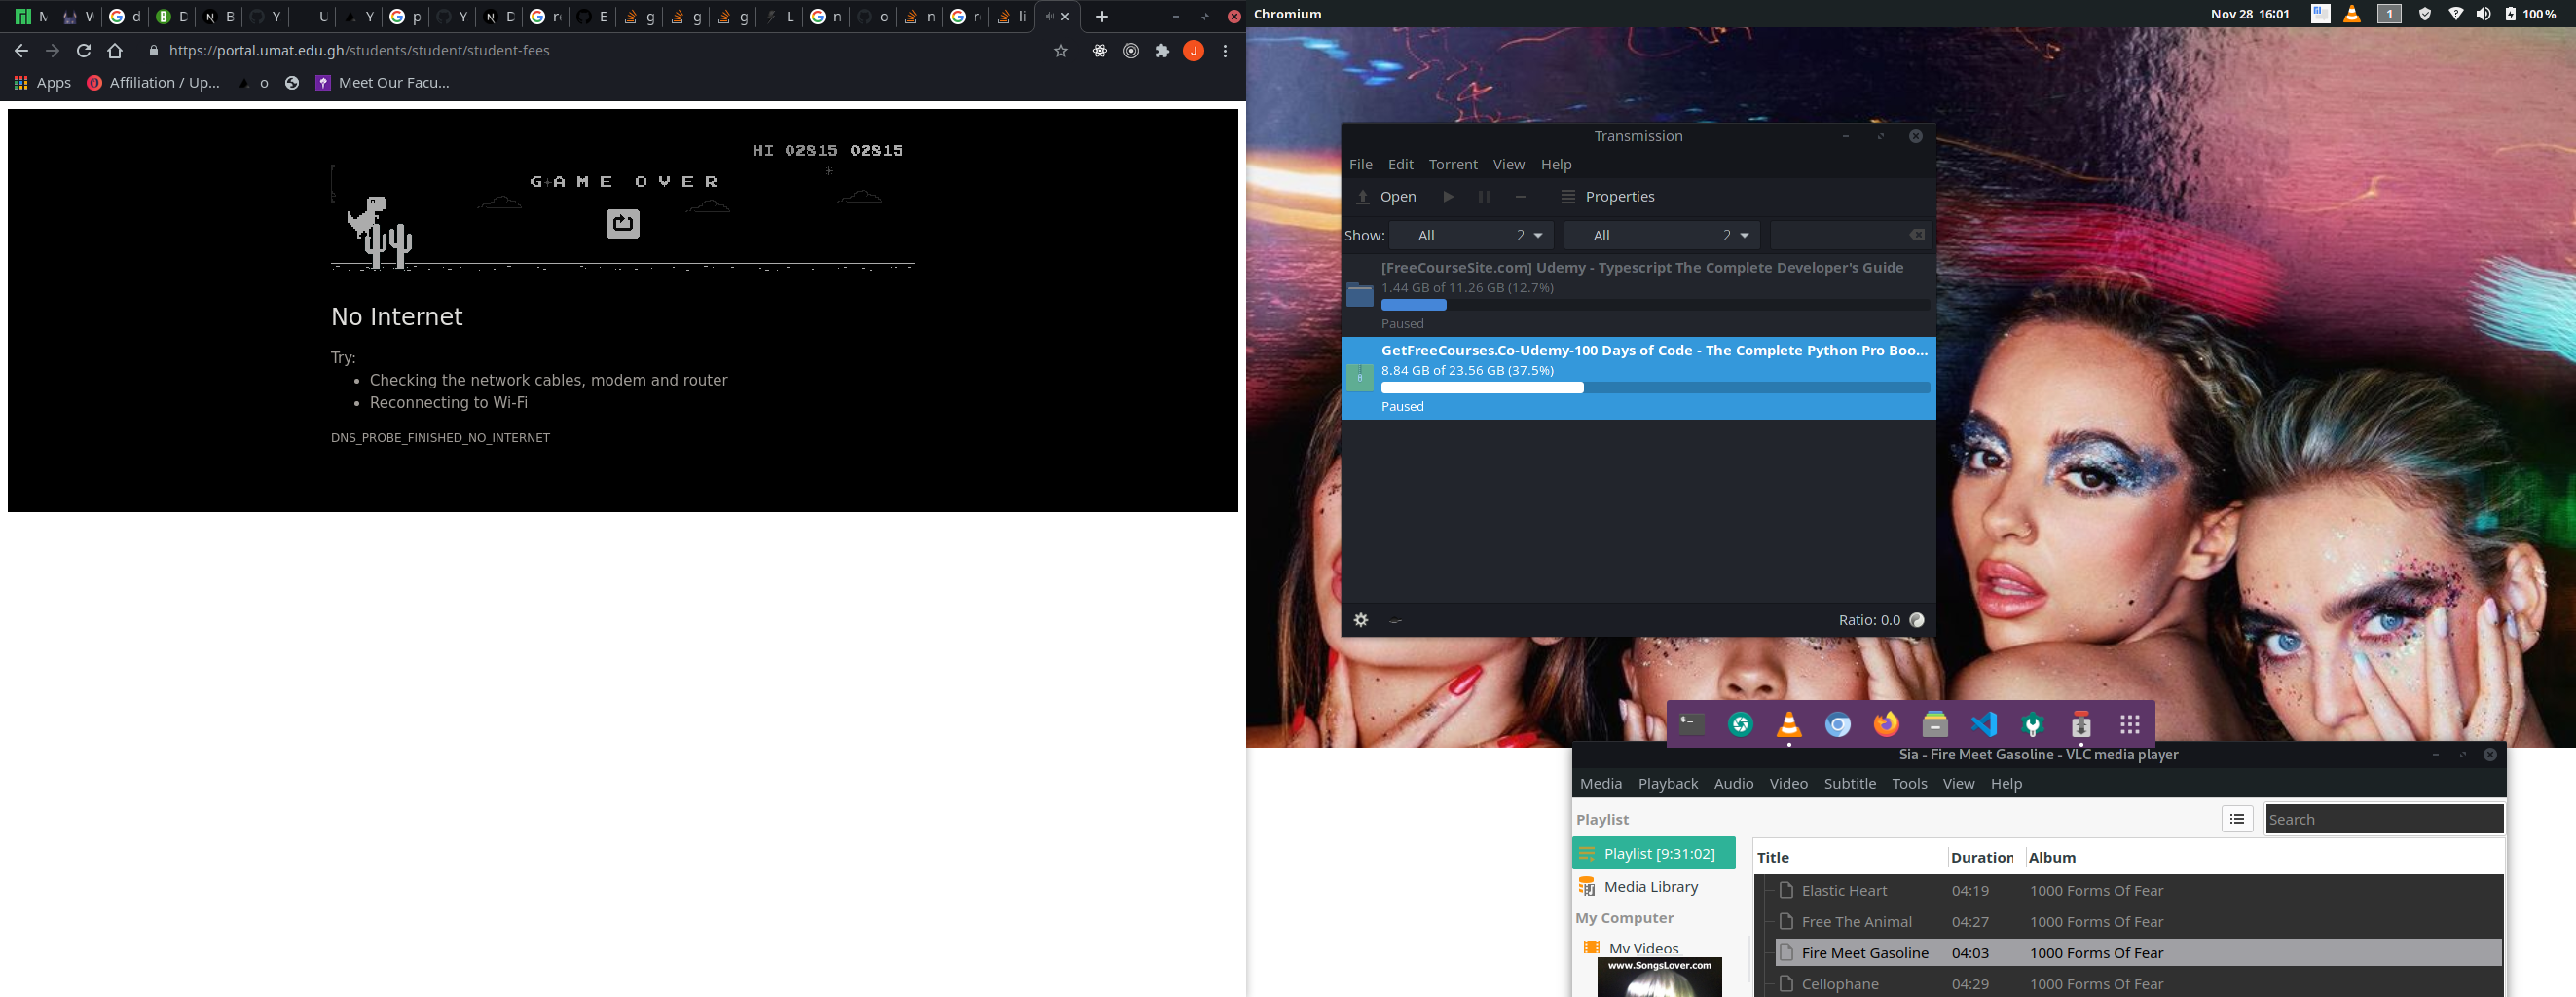 M
W
d
D
B
Y
U
Y
p
Y
D
r
E
g
g
g
L
n
o
n
r
li
https://portal.umat.edu.gh/students/student/student-fees
J
Apps
Affiliation / Up...
o
Meet Our Facu...
HI 02815 02815
GAME OVER
No Internet
Try:
Checking the network cables, modem and router
Reconnecting to Wi-Fi
DNS_PROBE_FINISHED_NO_INTERNET
Chromium
Nov 28 16:01
1
100 %
Transmission
File Edit Torrent View Help
Open Properties
Show: All 2 All 2
[FreeCourseSite.com] Udemy - Typescript The Complete Developer's Guide
1.44 GB of 11.26 GB (12.7%)
Paused
GetFreeCourses.Co-Udemy-100 Days of Code - The Complete Python Pro Boo...
8.84 GB of 23.56 GB (37.5%)
Paused
Ratio: 0.0
Sia - Fire Meet Gasoline - VLC media player
Media Playback Audio Video Subtitle Tools View Help
Playlist
Search
Playlist [9:31:02]
Media Library
My Computer
My Videos
www.SongsLover.com
Title Duration Album
Elastic Heart 04:19 1000 Forms Of Fear
Free The Animal 04:27 1000 Forms Of Fear
Fire Meet Gasoline 04:03 1000 Forms Of Fear
Cellophane 04:29 1000 Forms Of Fear